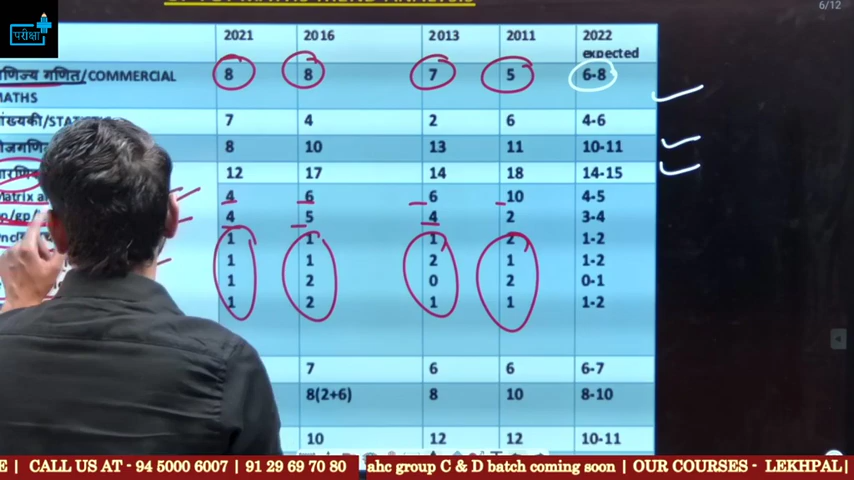 6/12
परीक्षा
2021 2016 2013 2011 2022 expected
गणित/COMMERCIAL MATHS 8 8 7 5 6-8
7 4 2 6 4-6
8 10 13 11 10-11
12 17 14 18 14-15
Matrix 4 6 6 10 4-5
4 5 4 2 3-4
1 1 1 2 1-2
1 1 2 1 1-2
1 2 0 2 0-1
1 2 1 1 1-2
7 6 6 6-7
8(2+6) 8 10 8-10
10 12 12 10-11
E | CALL US AT - 94 5000 6007 | 91 29 69 70 80 ahc group C & D batch coming soon | OUR COURSES - LEKHPAL|